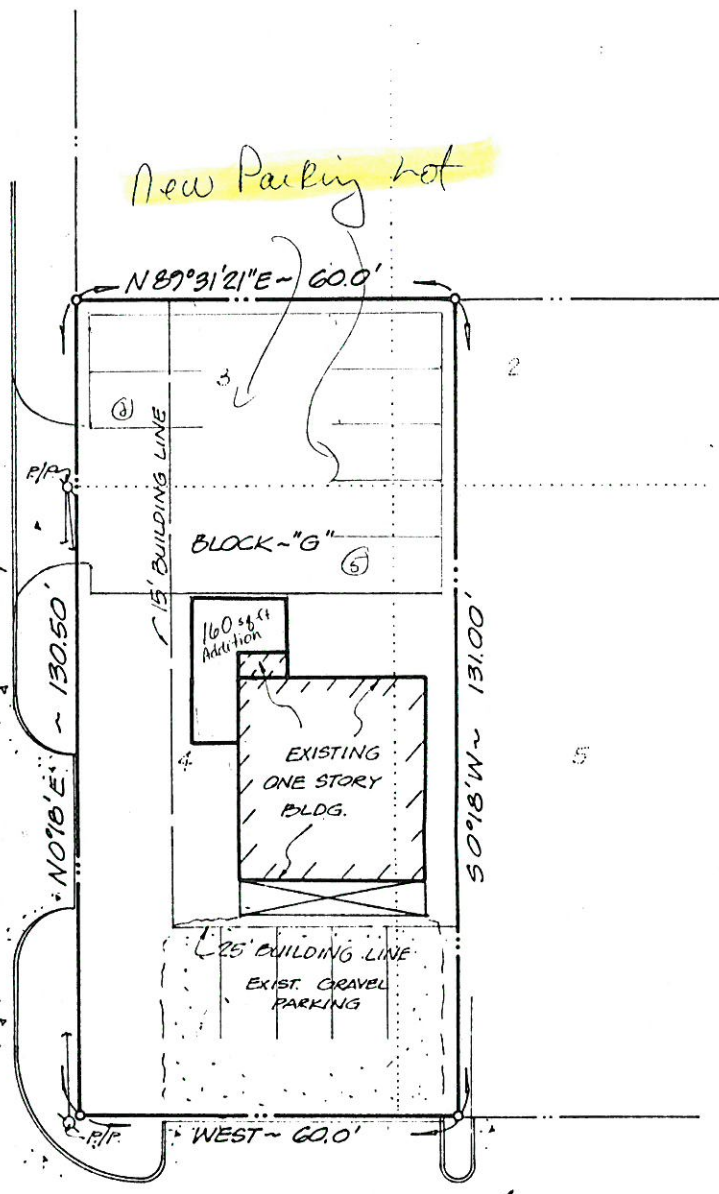 New Parking Lot
N 89°31'21"E ~ 60.0'
2
3
②
P/P
15' BUILDING LINE
BLOCK ~ "G"
⑤
160 sq ft
Addition
N0°18'E ~ 130.50'
S0°18'W ~ 131.00'
4
5
EXISTING
ONE STORY
BLDG.
25' BUILDING LINE
EXIST. GRAVEL
PARKING
P/P.
WEST ~ 60.0'